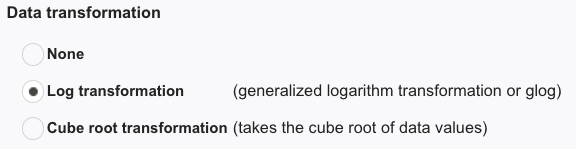 Data transformation
None
Log transformation (generalized logarithm transformation or glog)
Cube root transformation (takes the cube root of data values)